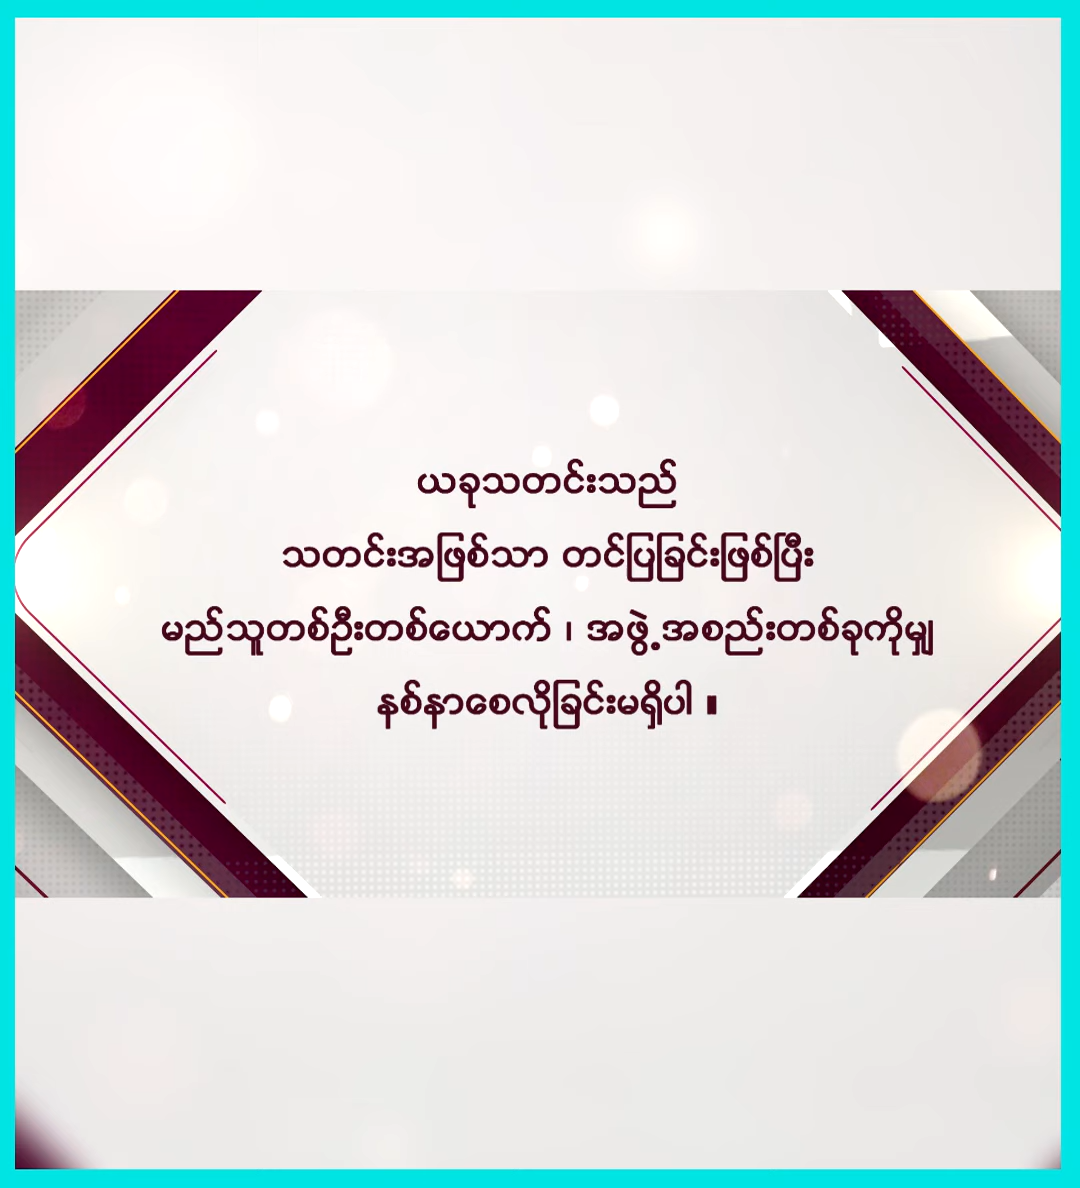 ယခုသတင်းသည်
သတင်းအဖြစ်သာ တင်ပြခြင်းဖြစ်ပြီး
မည်သူတစ်ဦးတစ်ယောက် ၊ အဖွဲ့အစည်းတစ်ခုကိုမျှ
နစ်နာစေလိုခြင်းမရှိပါ ။